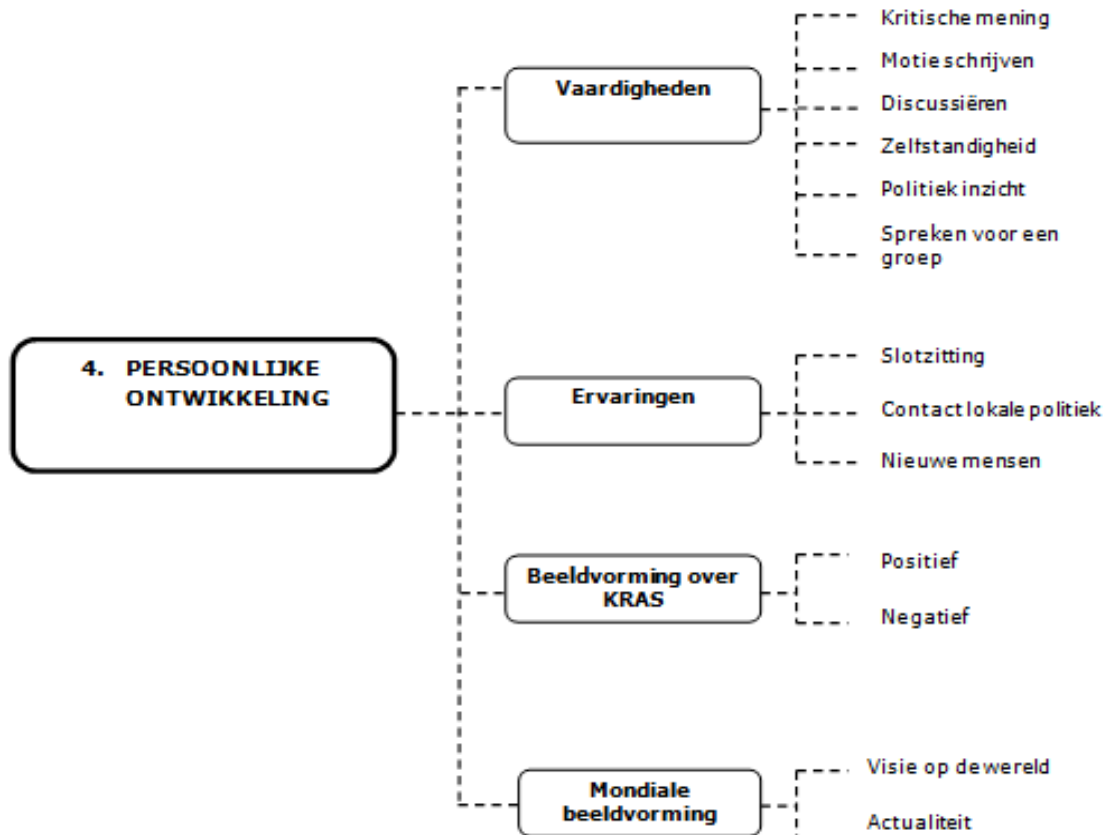 4. PERSOONLIJKE
ONTWIKKELING
Vaardigheden
Kritische mening
Motie schrijven
Discussiëren
Zelfstandigheid
Politiek inzicht
Spreken voor een
groep
Ervaringen
Slotzitting
Contact lokale politiek
Nieuwe mensen
Beeldvorming over
KRAS
Positief
Negatief
Mondiale
beeldvorming
Visie op de wereld
Actualiteit